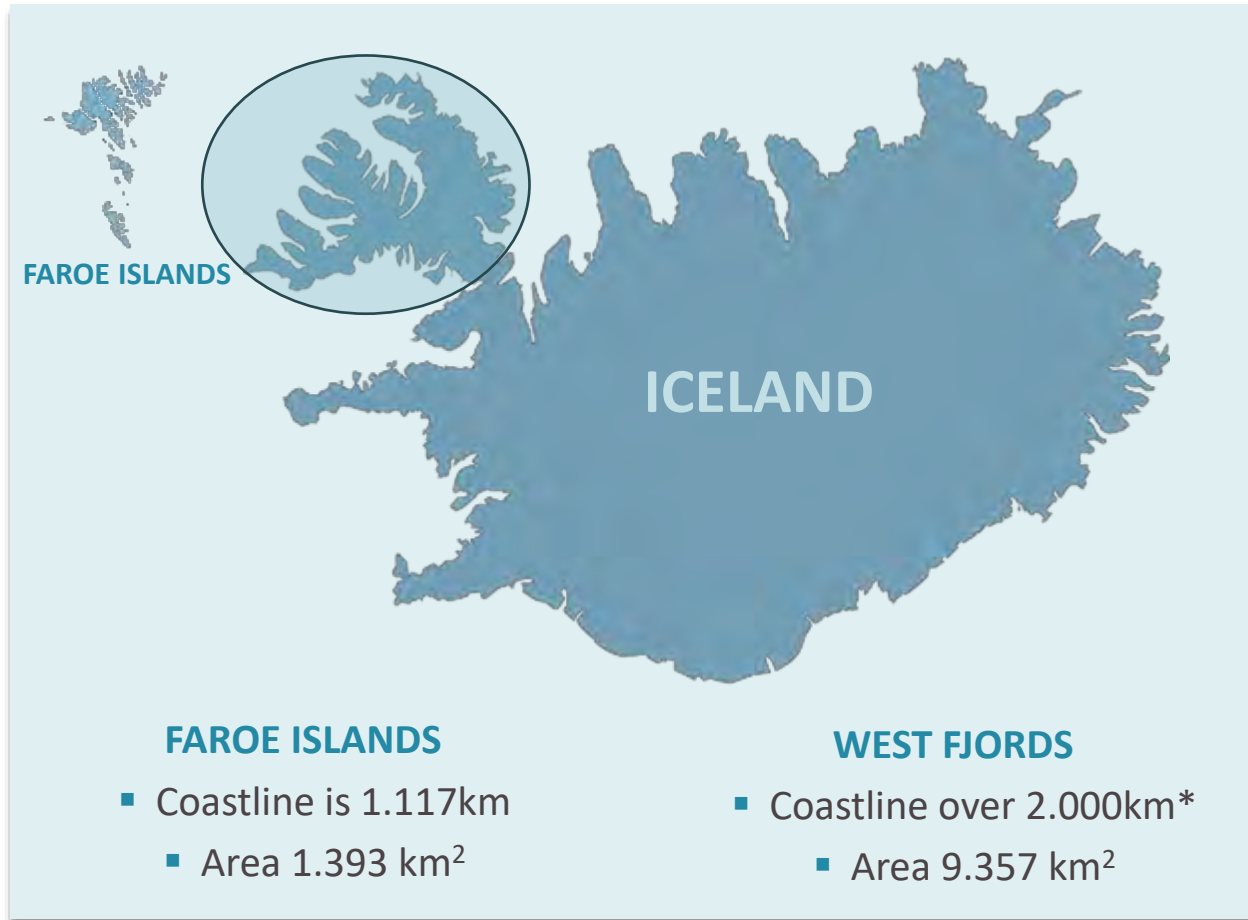 FAROE ISLANDS
ICELAND
FAROE ISLANDS
▪ Coastline is 1.117km
▪ Area 1.393 km²
WEST FJORDS
▪ Coastline over 2.000km*
▪ Area 9.357 km²